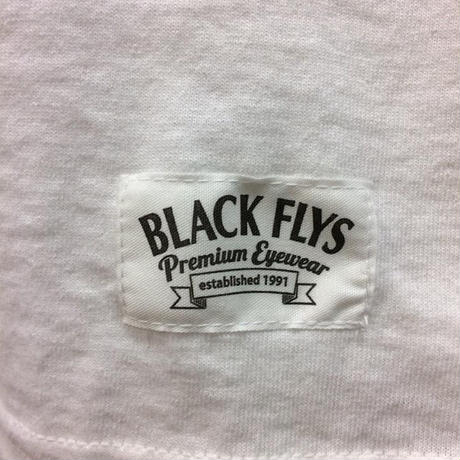 BLACK FLYS
Premium Eyewear
established 1991